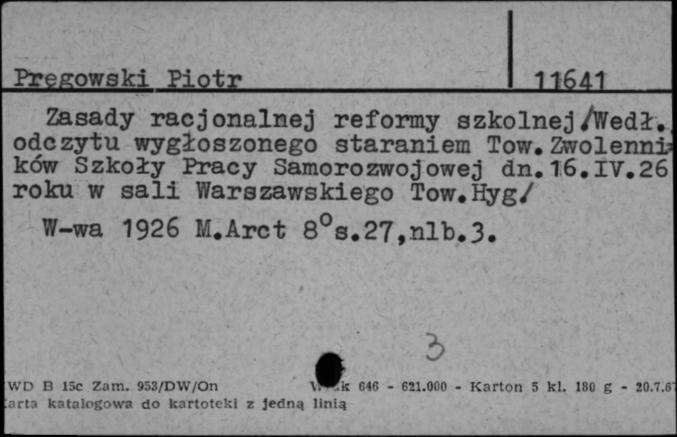 Pręgowski Piotr 11641
Zasady racjonalnej reformy szkolnej./Wedł.
odczytu wygłoszonego staraniem Tow.Zwolenni=
ków Szkoły Pracy Samorozwojowej dn.16.IV.26
roku w sali Warszawskiego Tow.Hyg/
W-wa 1926 M.Arct 8°s.27,nlb.3.
3
WD B 15c Zam. 953/DW/On 646 - 621.000 - Karton 5 kl. 180 g - 20.7.67
karta katalogowa do kartoteki z jedną linią